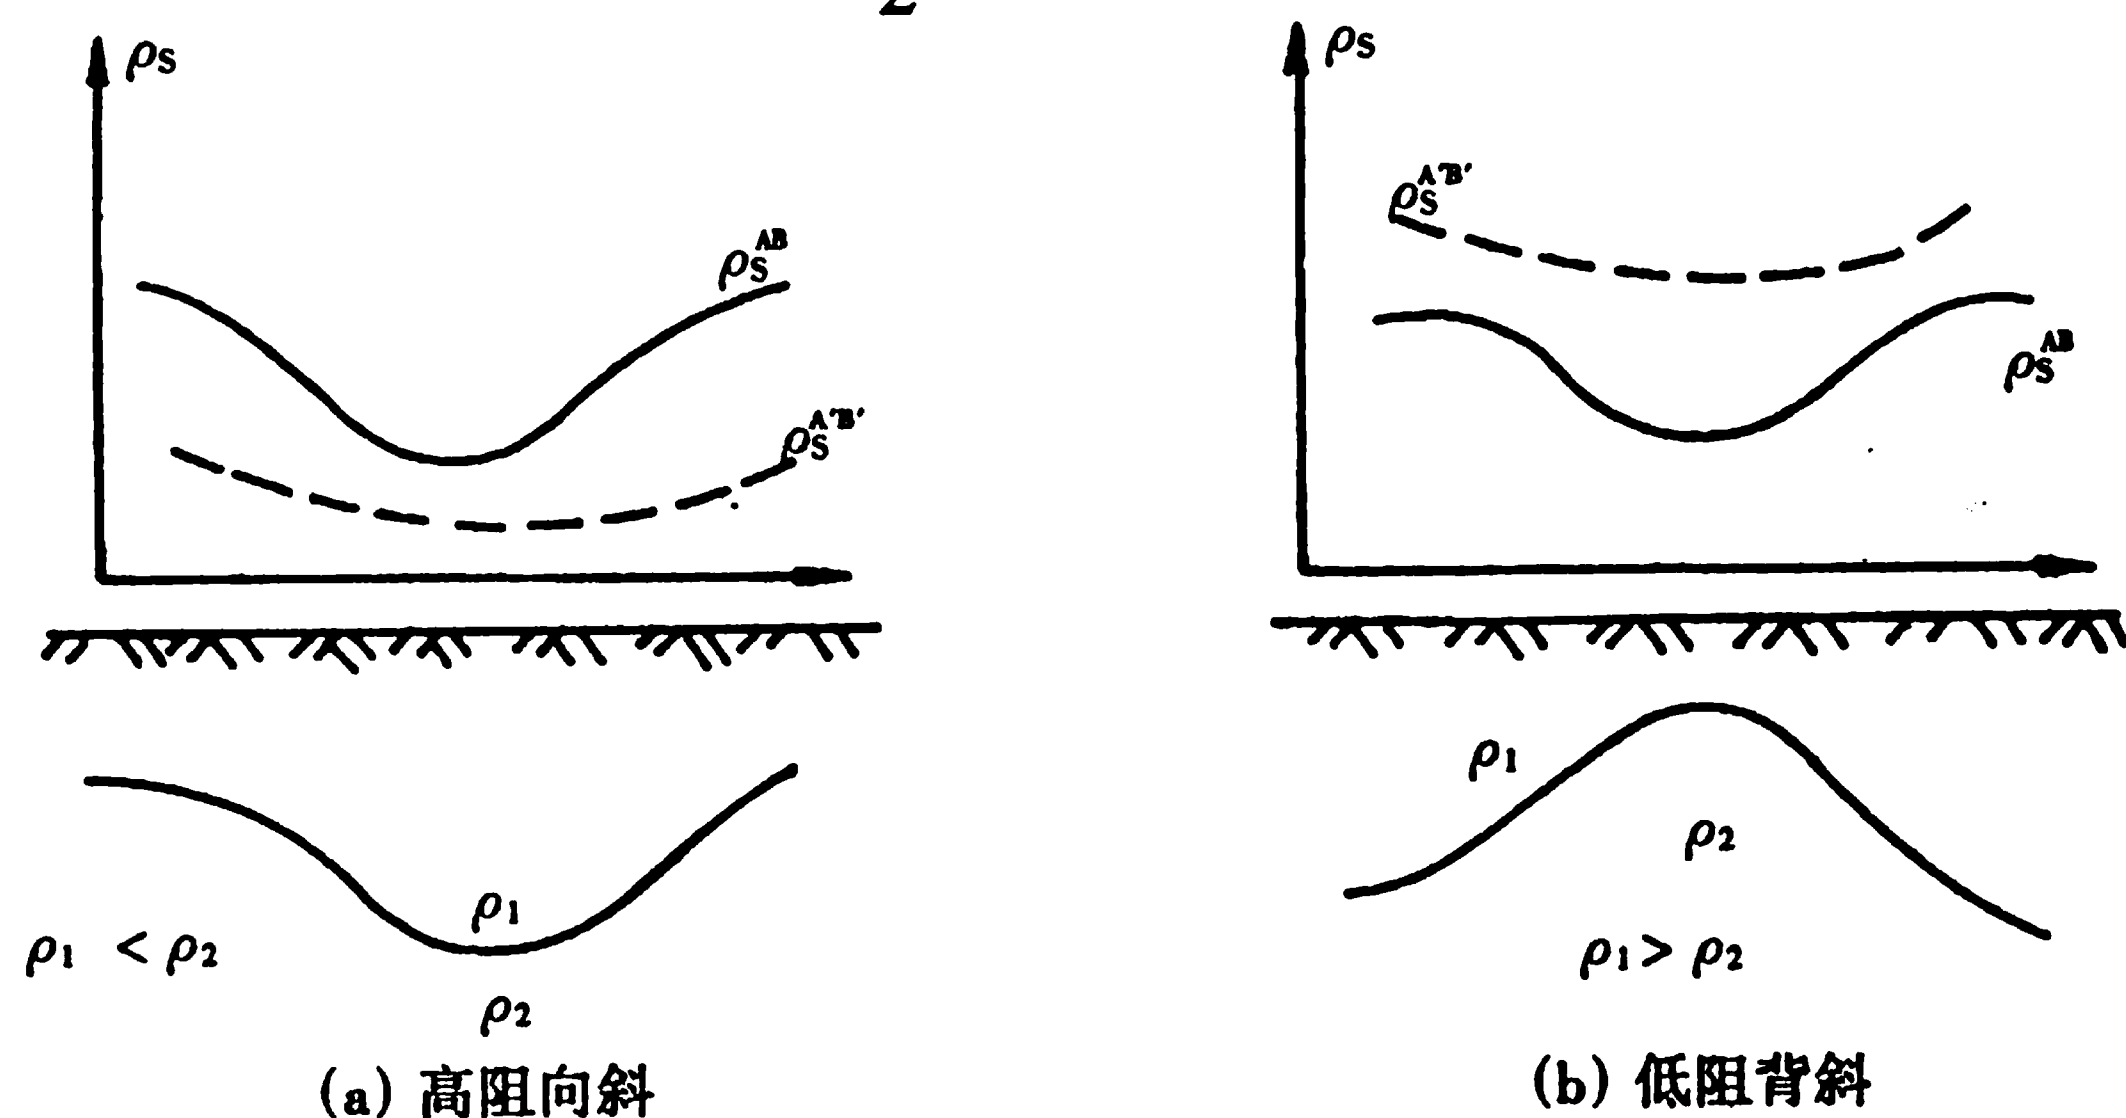 ρS
ρS^AB
ρS^A'B'
ρ1
ρ1 < ρ2
ρ2
(a) 高阻向斜
ρS
ρS^A'B'
ρS^AB
ρ1
ρ2
ρ1 > ρ2
(b) 低阻背斜